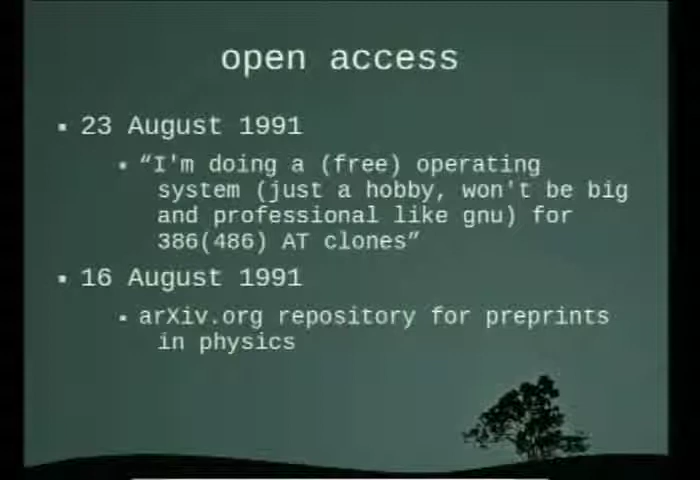 open access
▪ 23 August 1991
▪ “I'm doing a (free) operating
system (just a hobby, won't be big
and professional like gnu) for
386(486) AT clones”
▪ 16 August 1991
▪ arXiv.org repository for preprints
in physics